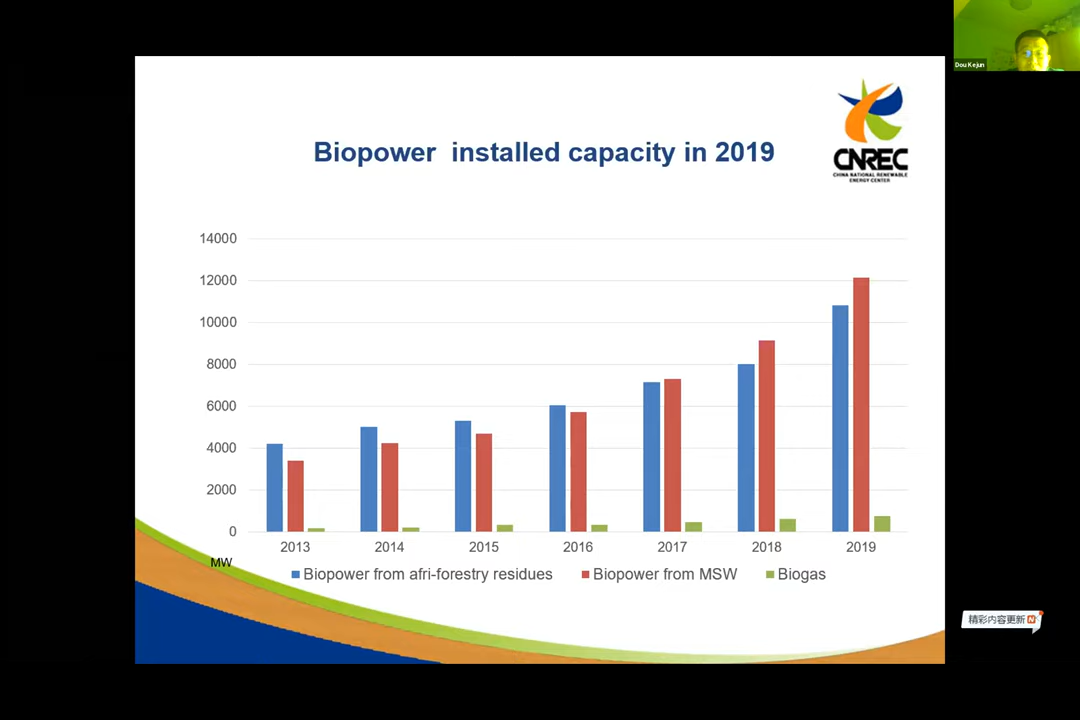 Dou Kejun
CNREC
CHINA NATIONAL RENEWABLE
ENERGY CENTER
Biopower installed capacity in 2019
14000
12000
10000
8000
6000
4000
2000
0
2013 2014 2015 2016 2017 2018 2019
MW
Biopower from afri-forestry residues Biopower from MSW Biogas
精彩内容更新 N